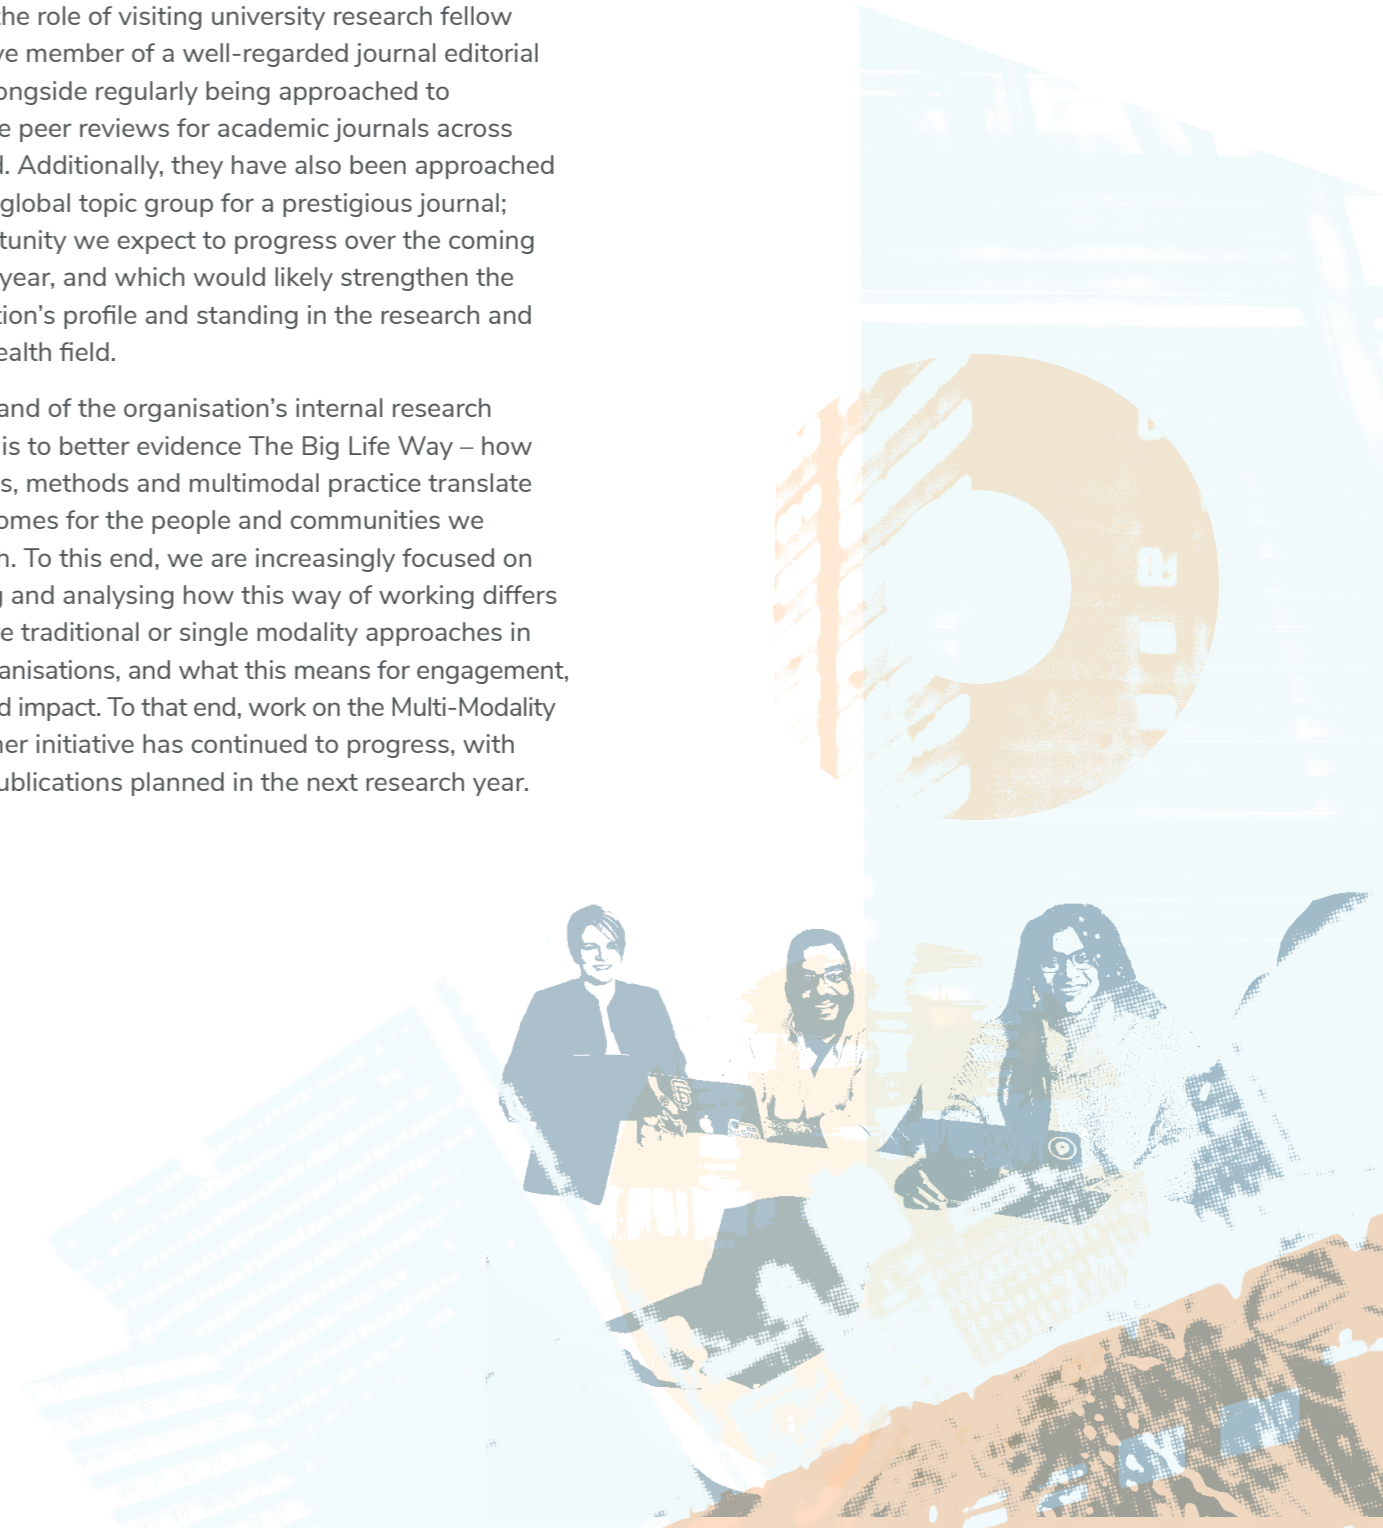 the role of visiting university research fellow
ve member of a well-regarded journal editorial
ongside regularly being approached to
e peer reviews for academic journals across
d. Additionally, they have also been approached
global topic group for a prestigious journal;
tunity we expect to progress over the coming
year, and which would likely strengthen the
tion’s profile and standing in the research and
ealth field.
and of the organisation’s internal research
is to better evidence The Big Life Way – how
s, methods and multimodal practice translate
omes for the people and communities we
h. To this end, we are increasingly focused on
g and analysing how this way of working differs
re traditional or single modality approaches in
anisations, and what this means for engagement,
d impact. To that end, work on the Multi-Modality
ner initiative has continued to progress, with
ublications planned in the next research year.